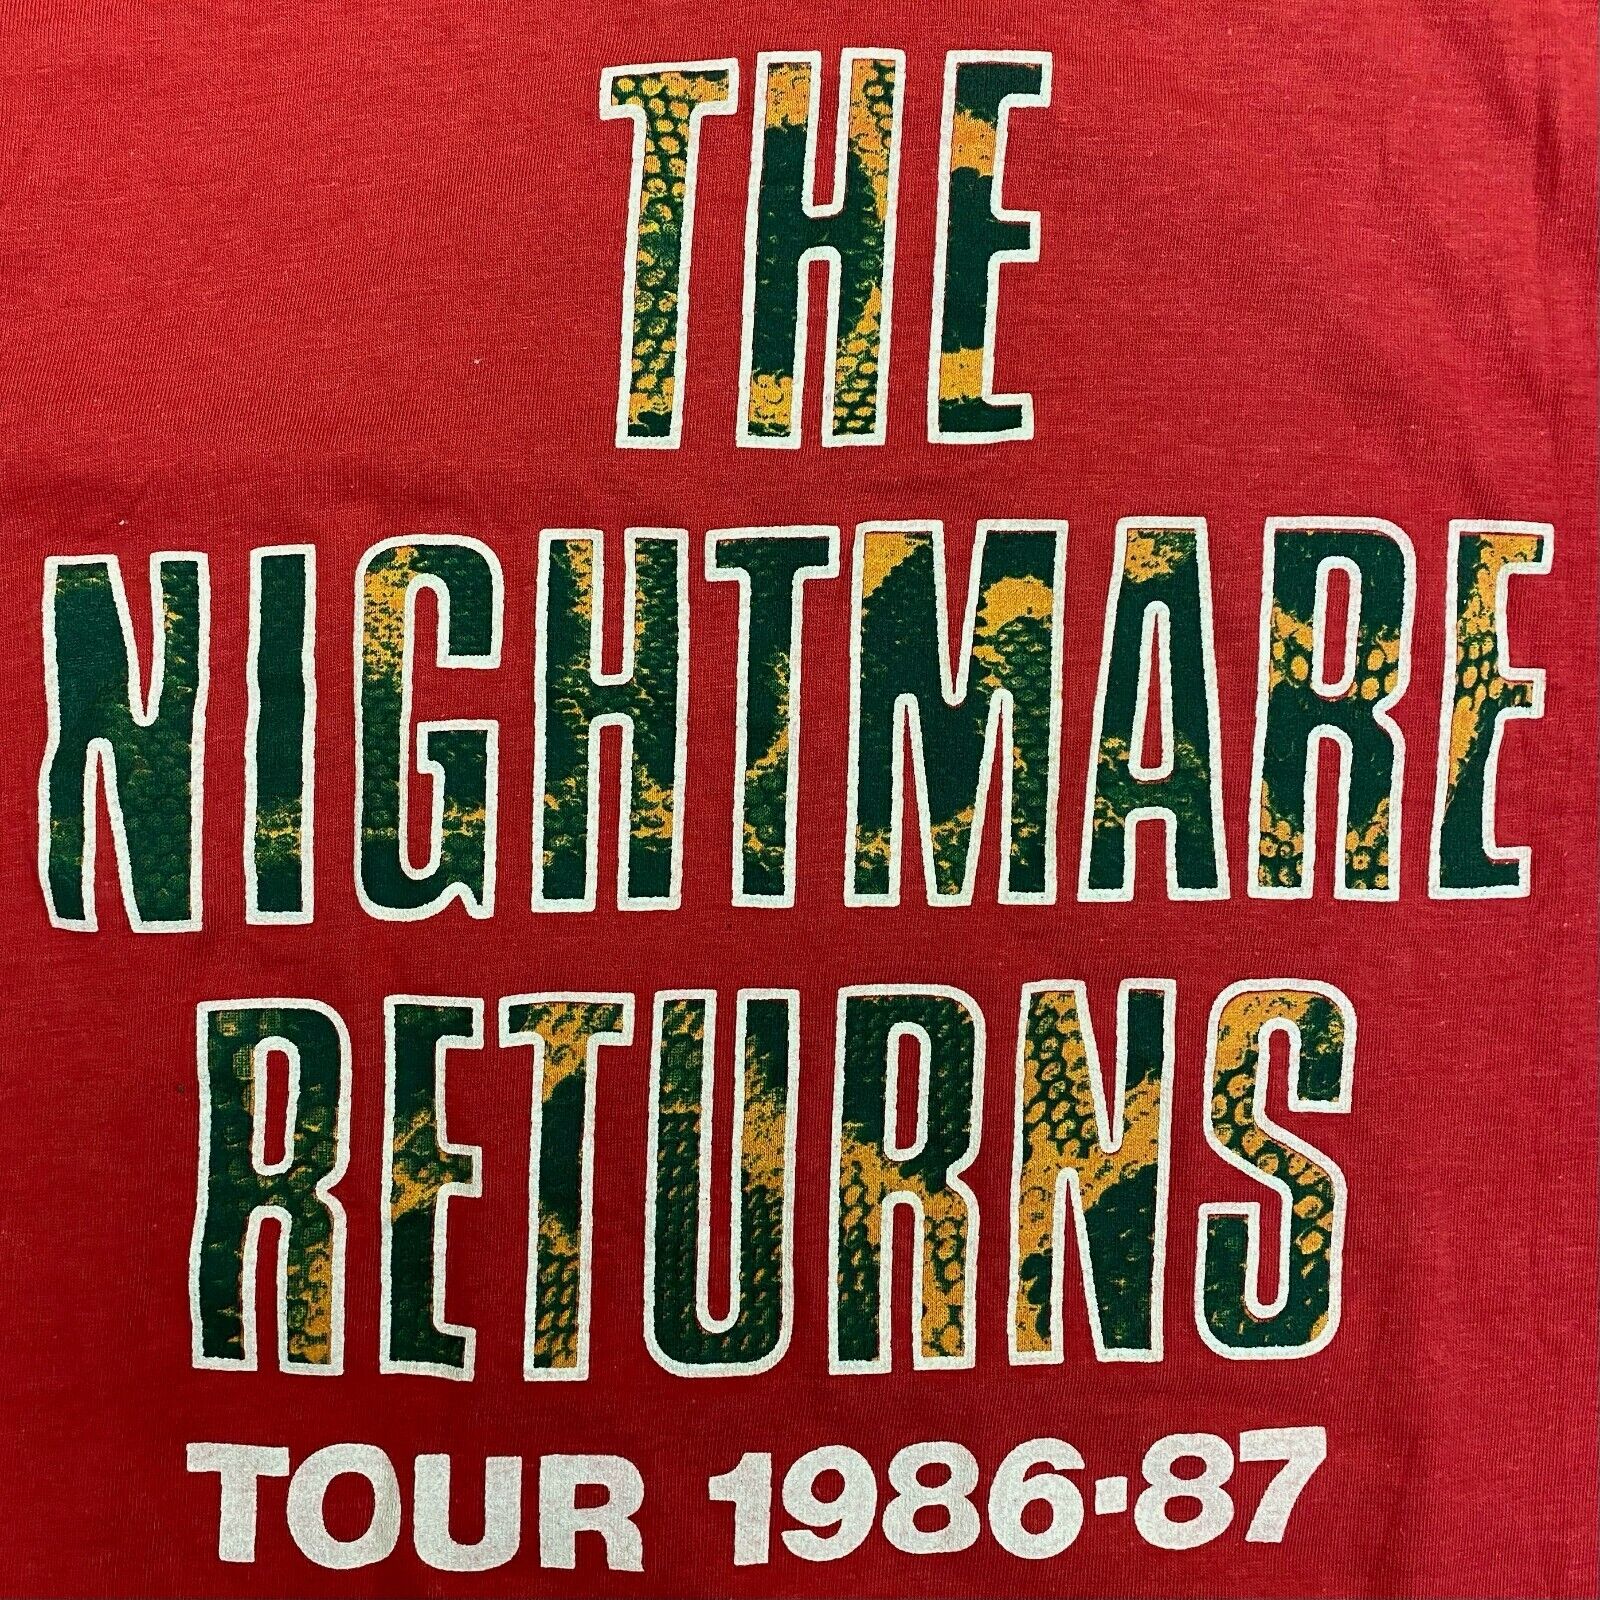 THE
NIGHTMARE
RETURNS
TOUR 1986-87